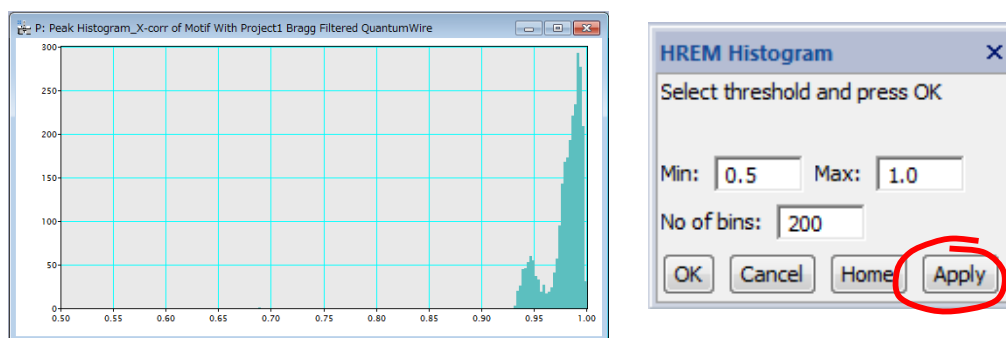 P: Peak Histogram_X-corr of Motif With Project1 Bragg Filtered QuantumWire
300
250
200
150
100
50
0
0.50 0.55 0.60 0.65 0.70 0.75 0.80 0.85 0.90 0.95 1.00
HREM Histogram
Select threshold and press OK
Min: 0.5 Max: 1.0
No of bins: 200
OK Cancel Home Apply